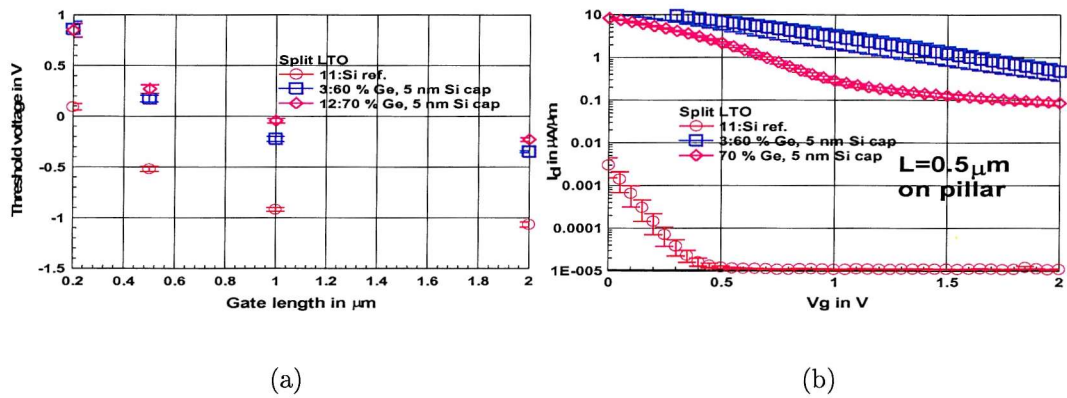 Threshold voltage in V
1
0.5
0
-0.5
-1
-1.5
Split LTO
11:Si ref.
3:60 % Ge, 5 nm Si cap
12:70 % Ge, 5 nm Si cap
0.2 0.4 0.6 0.8 1 1.2 1.4 1.6 1.8 2
Gate length in μm
(a)
I_d in μA/μm
10
1
0.1
0.01
0.001
0.0001
1E-005
Split LTO
11:Si ref.
3:60 % Ge, 5 nm Si cap
70 % Ge, 5 nm Si cap
L=0.5μm
on pillar
0 0.5 1 1.5 2
Vg in V
(b)